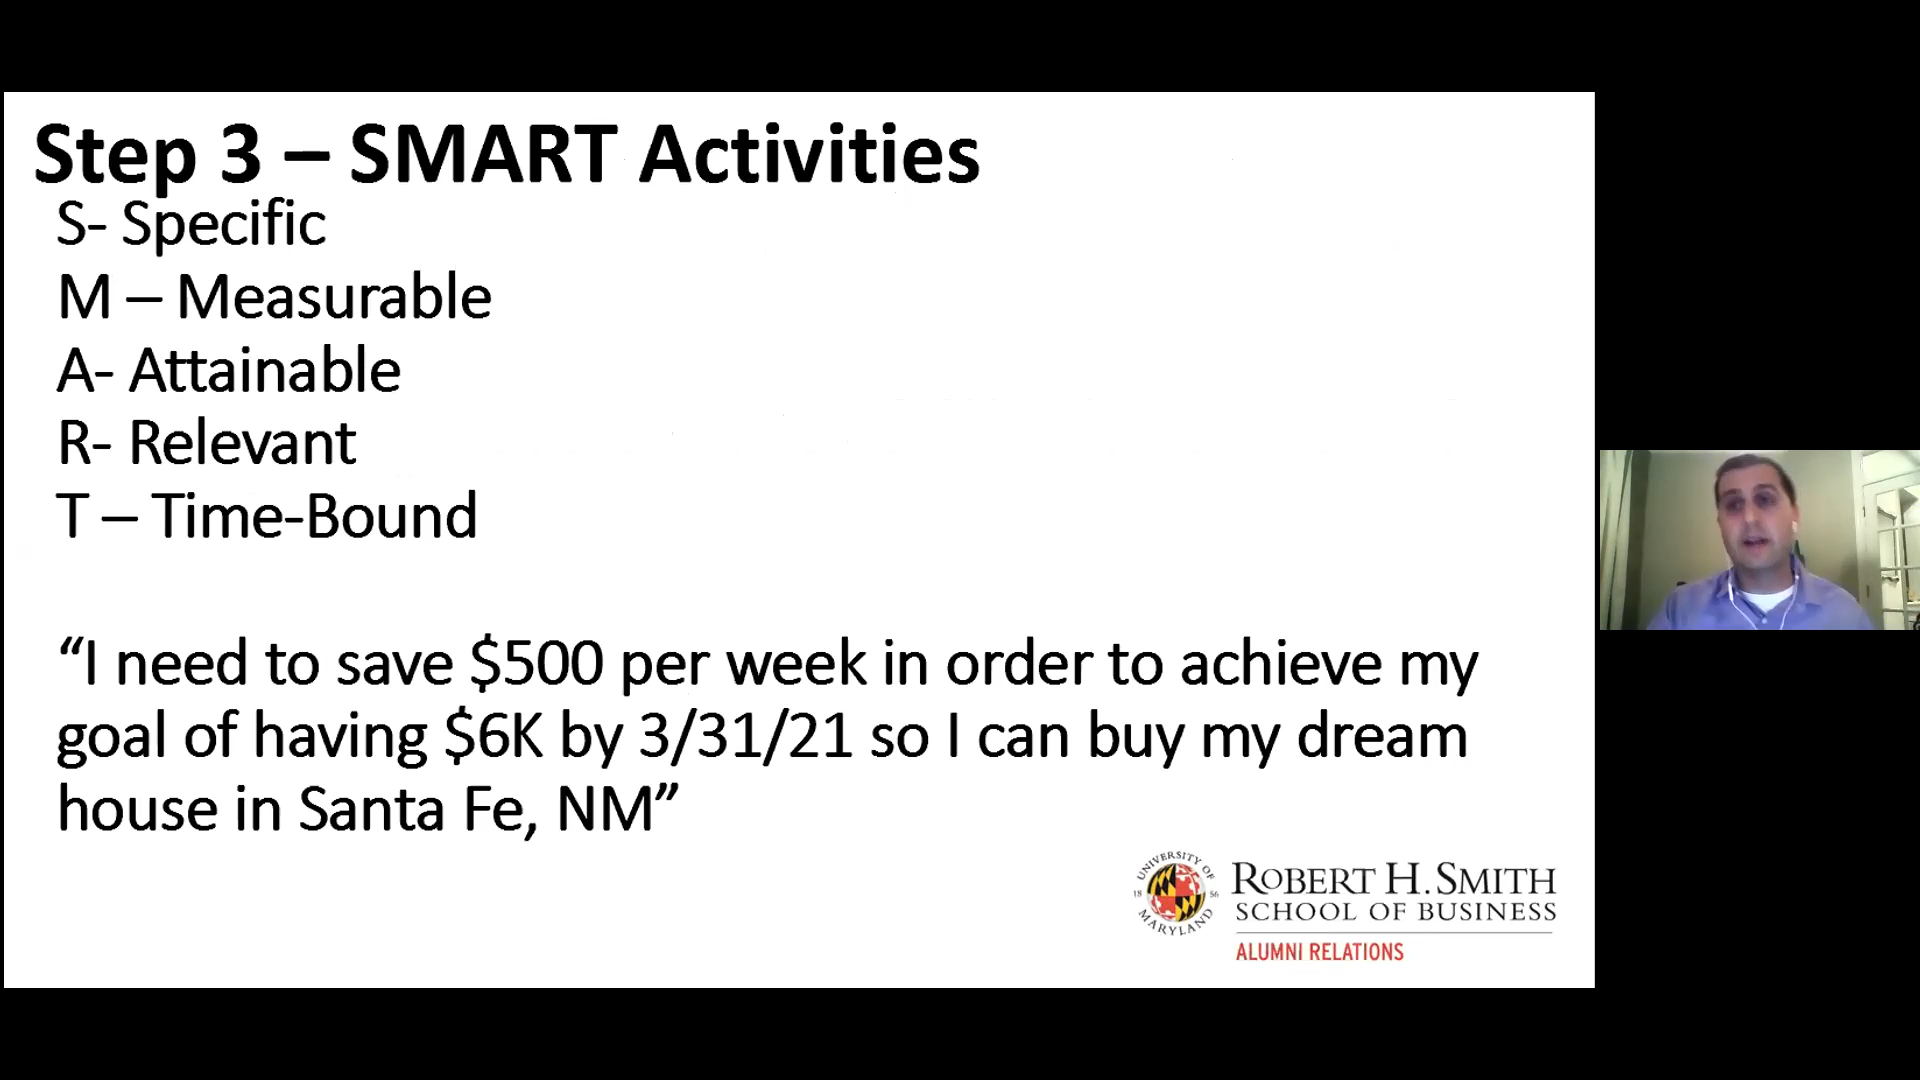 Step 3 – SMART Activities
S- Specific
M – Measurable
A- Attainable
R- Relevant
T – Time-Bound
“I need to save $500 per week in order to achieve my
goal of having $6K by 3/31/21 so I can buy my dream
house in Santa Fe, NM”
UNIVERSITY OF
18 56
MARYLAND
ROBERT H. SMITH
SCHOOL OF BUSINESS
ALUMNI RELATIONS